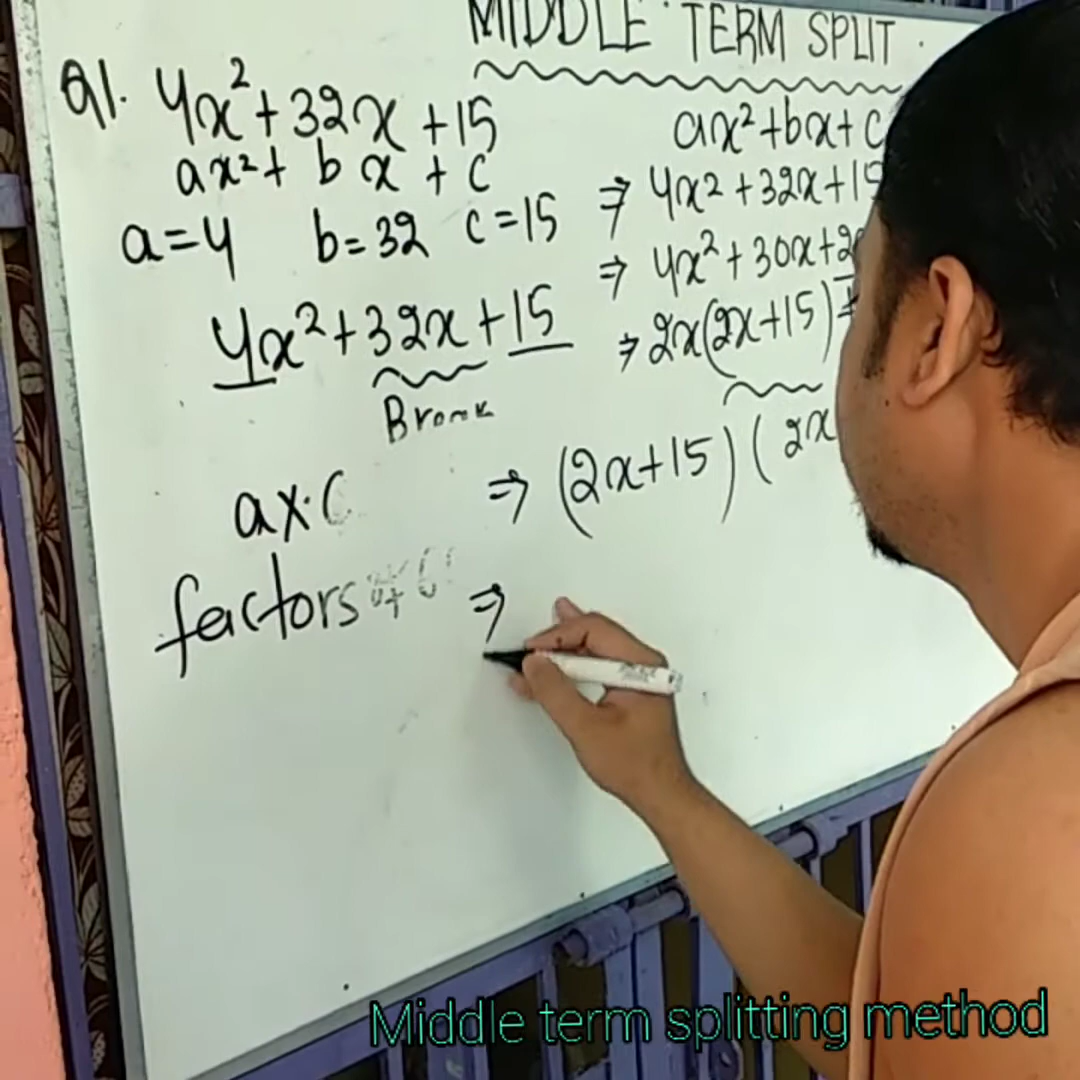 MIDDLE TERM SPLIT
Q1. 4x² + 32x + 15
ax² + b x + c
a = 4 b = 32 c = 15
4x² + 32x + 15
Break
a x c
factors
ax² + bx + c
⇒ 4x² + 32x + 15
⇒ 4x² + 30x + 2
⇒ 2x(2x + 15) +
⇒ (2x + 15) ( 2x
⇒
Middle term splitting method